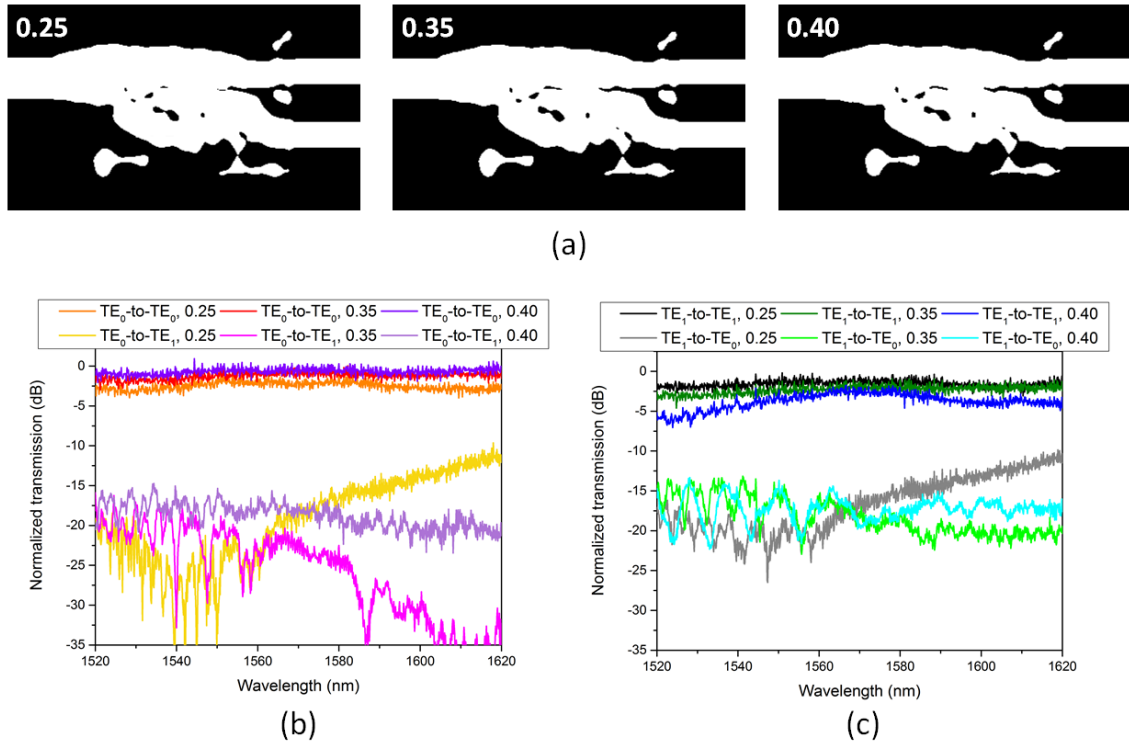 0.25 0.35 0.40
(a)
TE₀-to-TE₀, 0.25 TE₀-to-TE₀, 0.35 TE₀-to-TE₀, 0.40
TE₀-to-TE₁, 0.25 TE₀-to-TE₁, 0.35 TE₀-to-TE₁, 0.40
0
-5
-10
-15
-20
-25
-30
-35
Normalized transmission (dB)
1520 1540 1560 1580 1600 1620
Wavelength (nm)
(b)
TE₁-to-TE₁, 0.25 TE₁-to-TE₁, 0.35 TE₁-to-TE₁, 0.40
TE₁-to-TE₀, 0.25 TE₁-to-TE₀, 0.35 TE₁-to-TE₀, 0.40
0
-5
-10
-15
-20
-25
-30
-35
Normalized transmission (dB)
1520 1540 1560 1580 1600 1620
Wavelength (nm)
(c)